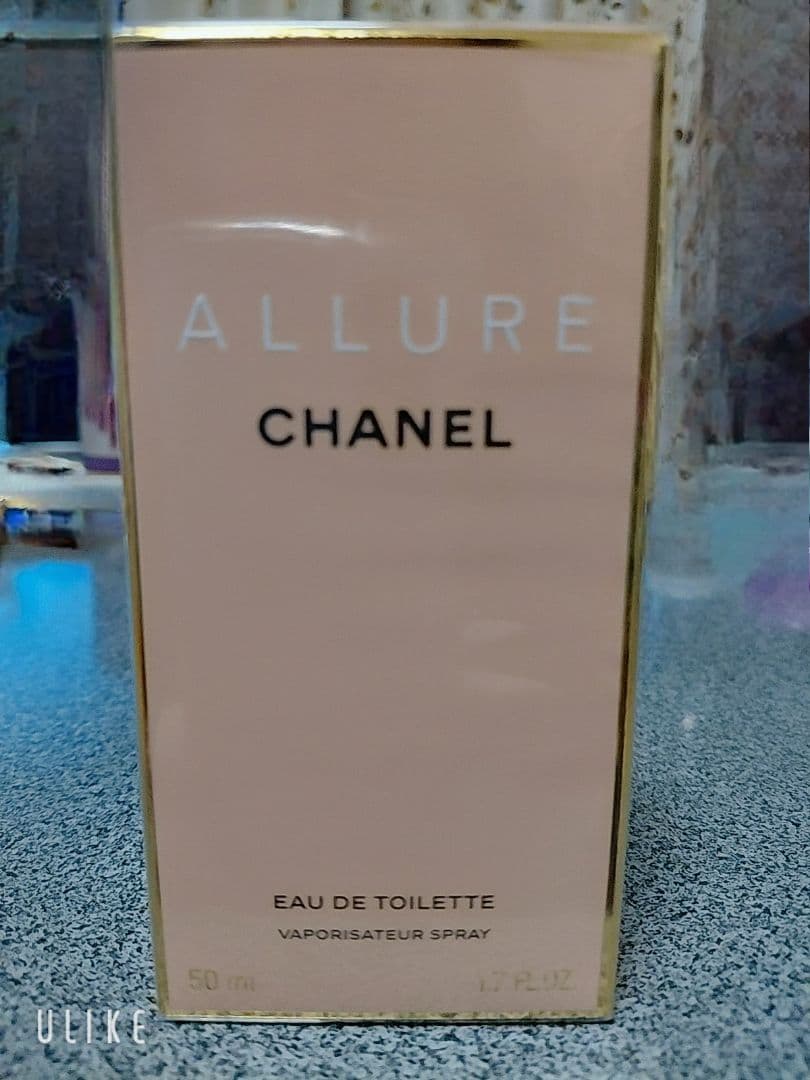 ALLURE
CHANEL
EAU DE TOILETTE
VAPORISATEUR SPRAY
50 ml 1.7 FL.OZ.
ULIKE